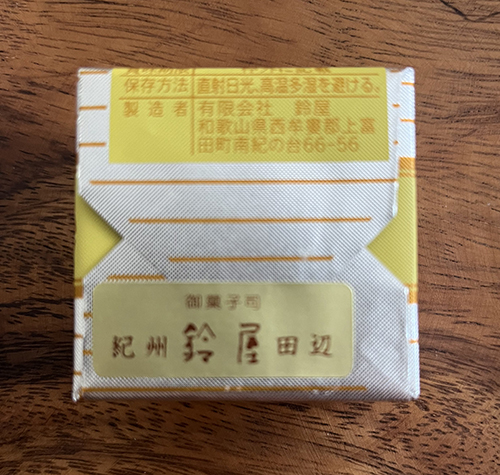 保存方法 直射日光、高温多湿を避ける。
製造者 有限会社 鈴屋
和歌山県西牟婁郡上富
田町南紀の台66-56
御菓子司
紀州 鈴屋 田辺